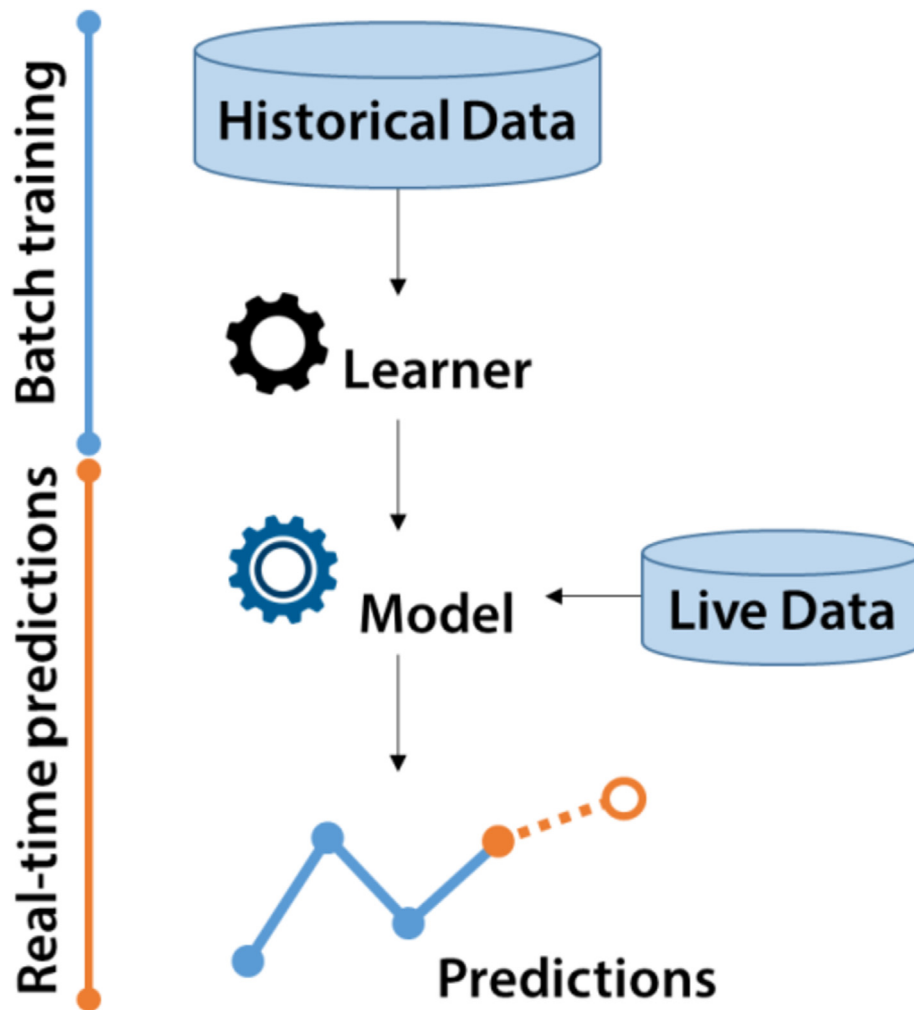 Batch training
Historical Data
Learner
Real-time predictions
Model
Live Data
Predictions